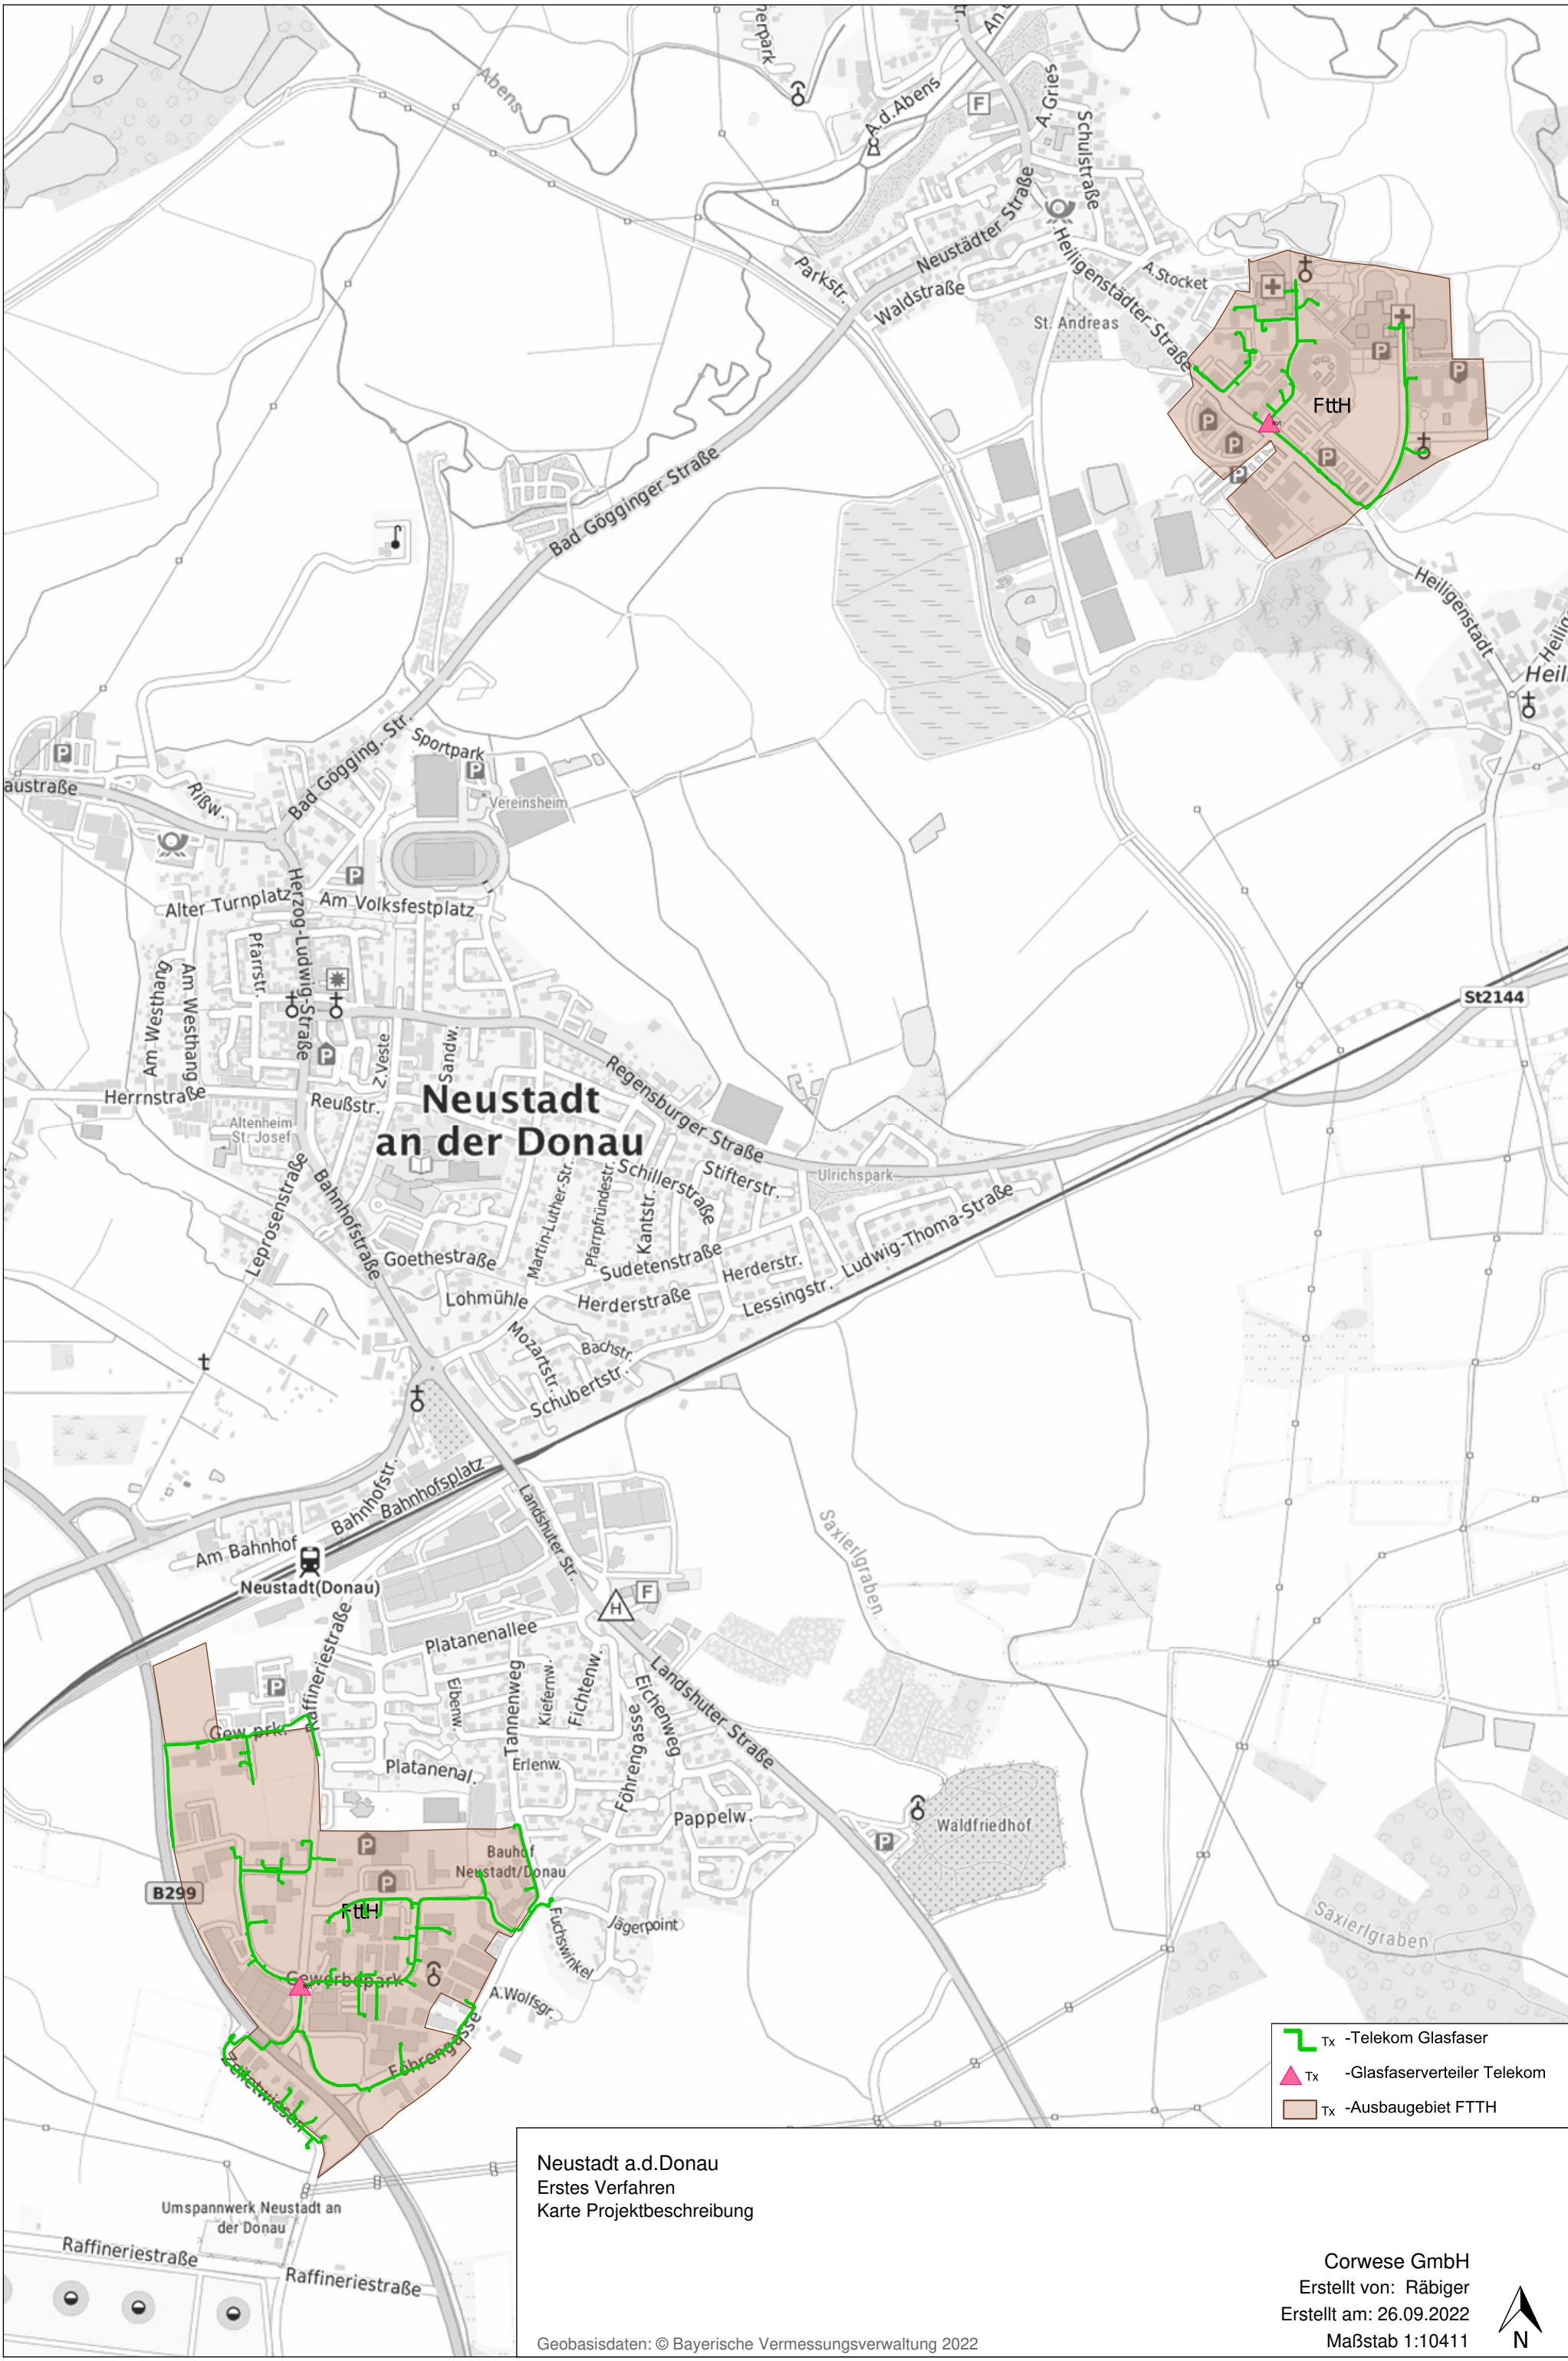 Abens
A.d.Abens
F
A.Gries
Schulstraße
Neustädter Straße
Parkstr.
Waldstraße
Heiligenstädter Straße
A.Stocket
St. Andreas
P
P
FttH
P
P
P
P
Bad Gögginger Straße
Heiligenstadt
Bad Gögging. Str.
Sportpark
P
P
Vereinsheim
austraße
Rißw.
P
Alter Turnplatz
Am Volksfestplatz
Herzog-Ludwig-Straße
Pfarrstr.
Am Westhang
Am Westhang
St2144
P
Z.Veste
Sandw.
Herrnstraße
Reußstr.
Neustadt
an der Donau
Regensburger Straße
Altenheim
St. Josef
Ulrichspark
Stifterstr.
Schillerstraße
Leprosenstraße
Bahnhofstraße
Martin-Luther-Str.
Pfarrpfründestr.
Kantstr.
Goethestraße
Sudetenstraße
Herderstr.
Ludwig-Thoma-Straße
Lohmühle
Herderstraße
Lessingstr.
Mozartstr.
Bachstr.
Schubertstr.
Bahnhofstr.
Bahnhofsplatz
Landshuter Str.
Am Bahnhof
Neustadt(Donau)
Saxierlgraben
H
F
Raffineriestraße
Platanenallee
P
Eibenw.
Tannenweg
Kiefernw.
Fichtenw.
Eichenweg
Landshuter Straße
Gew.prk.
Platanenal.
Erlenw.
Föhrengasse
Pappelw.
P
Waldfriedhof
P
Bauhof
Neustadt/Donau
P
B299
FttH
Fuchswinkel
Jägerpoint
Saxierlgraben
Gewerbepark
A.Wolfsgr.
Föhrengasse
Umspannwerk Neustadt an
der Donau
Raffineriestraße
Raffineriestraße
Tx -Telekom Glasfaser
Tx -Glasfaserverteiler Telekom
Tx -Ausbaugebiet FTTH
Neustadt a.d.Donau
Erstes Verfahren
Karte Projektbeschreibung
Corwese GmbH
Erstellt von: Räbiger
Erstellt am: 26.09.2022
Maßstab 1:10411
N
Geobasisdaten: © Bayerische Vermessungsverwaltung 2022